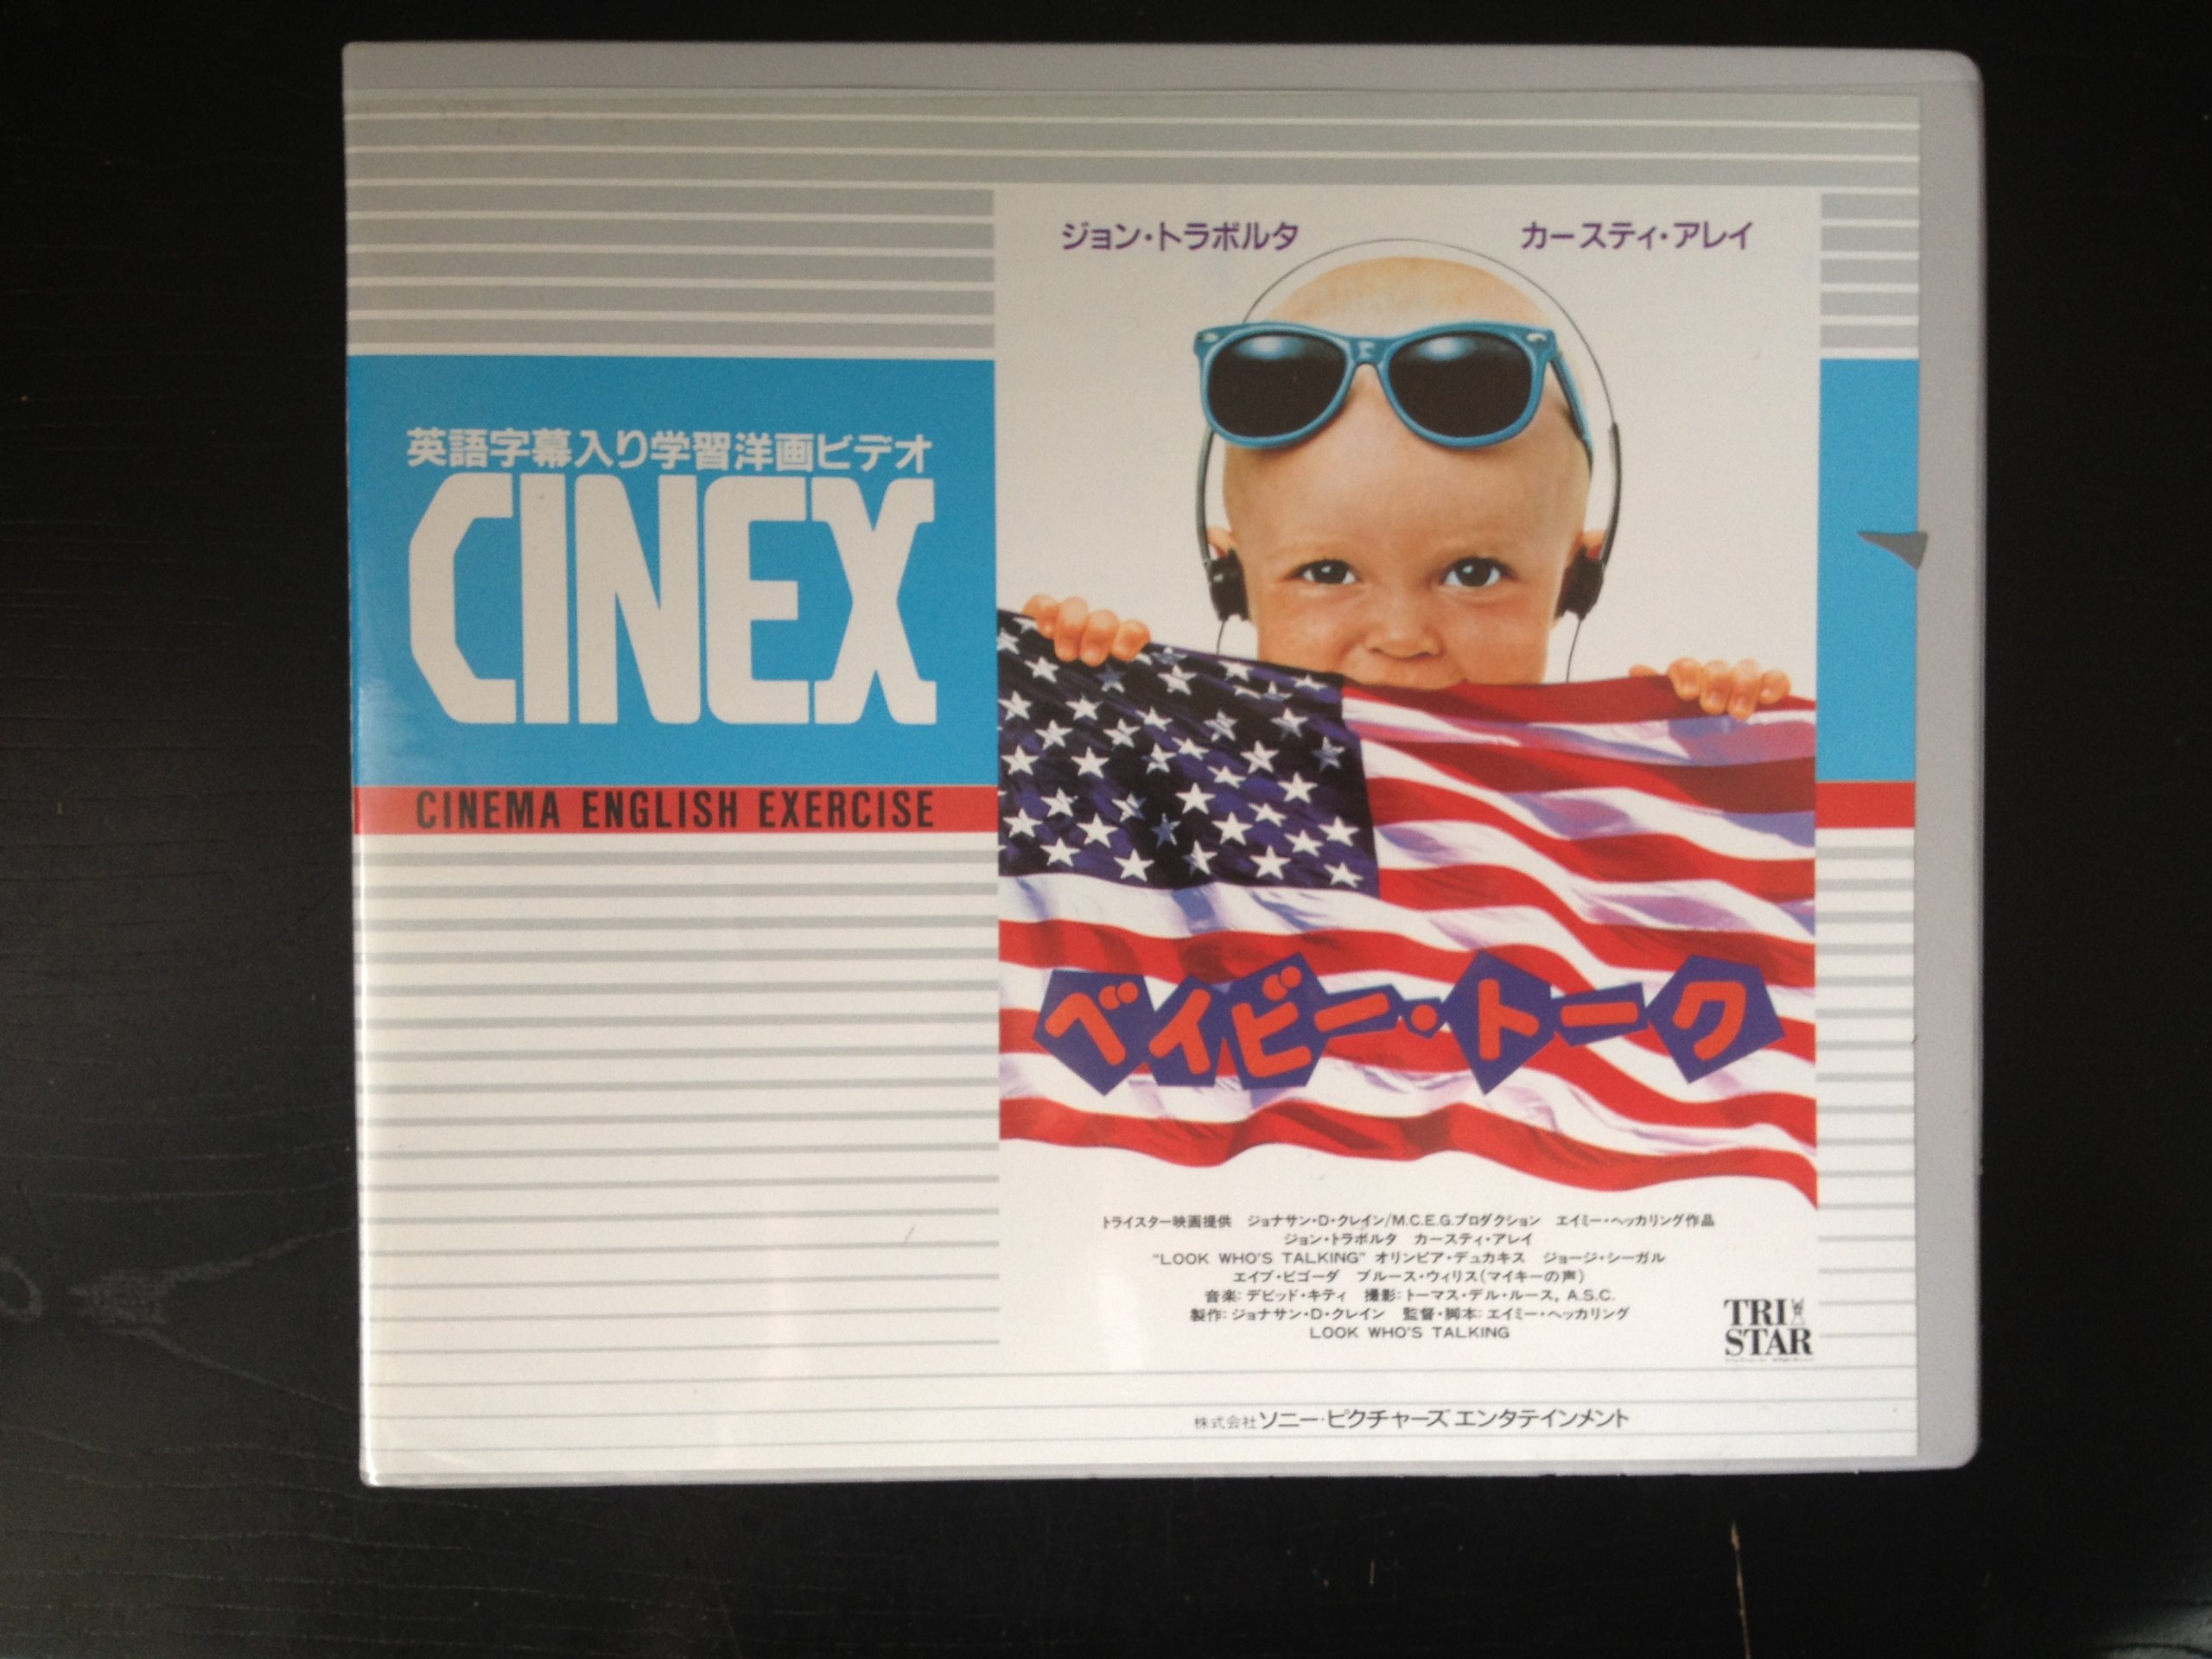 ジョン・トラボルタ カースティ・アレイ
英語字幕入り学習洋画ビデオ
CINEX
CINEMA ENGLISH EXERCISE
ベイビー・トーク
トライスター映画提供 ジョナサン・D・クレイン/M.C.E.G.プロダクション エイミー・ヘッカリング作品
ジョン・トラボルタ カースティ・アレイ
"LOOK WHO'S TALKING" オリンピア・デュカキス ジョージ・シーガル
エイブ・ビゴーダ ブルース・ウィリス(マイキーの声)
音楽:デビッド・キティ 撮影:トーマス・デル・ルース, A.S.C.
製作:ジョナサン・D・クレイン 監督・脚本:エイミー・ヘッカリング
LOOK WHO'S TALKING
TRI
STAR
株式会社ソニー・ピクチャーズ エンタテインメント